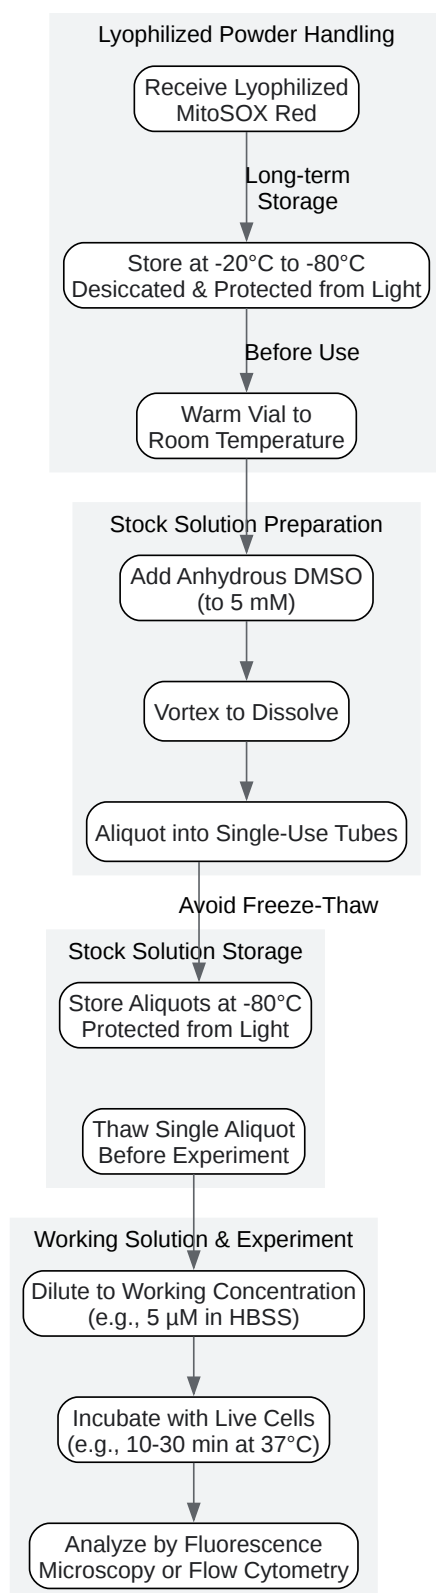 Lyophilized Powder Handling
Receive Lyophilized
MitoSOX Red
Long-term
Storage
Store at -20°C to -80°C
Desiccated & Protected from Light
Before Use
Warm Vial to
Room Temperature
Stock Solution Preparation
Add Anhydrous DMSO
(to 5 mM)
Vortex to Dissolve
Aliquot into Single-Use Tubes
Avoid Freeze-Thaw
Stock Solution Storage
Store Aliquots at -80°C
Protected from Light
Thaw Single Aliquot
Before Experiment
Working Solution & Experiment
Dilute to Working Concentration
(e.g., 5 µM in HBSS)
Incubate with Live Cells
(e.g., 10-30 min at 37°C)
Analyze by Fluorescence
Microscopy or Flow Cytometry